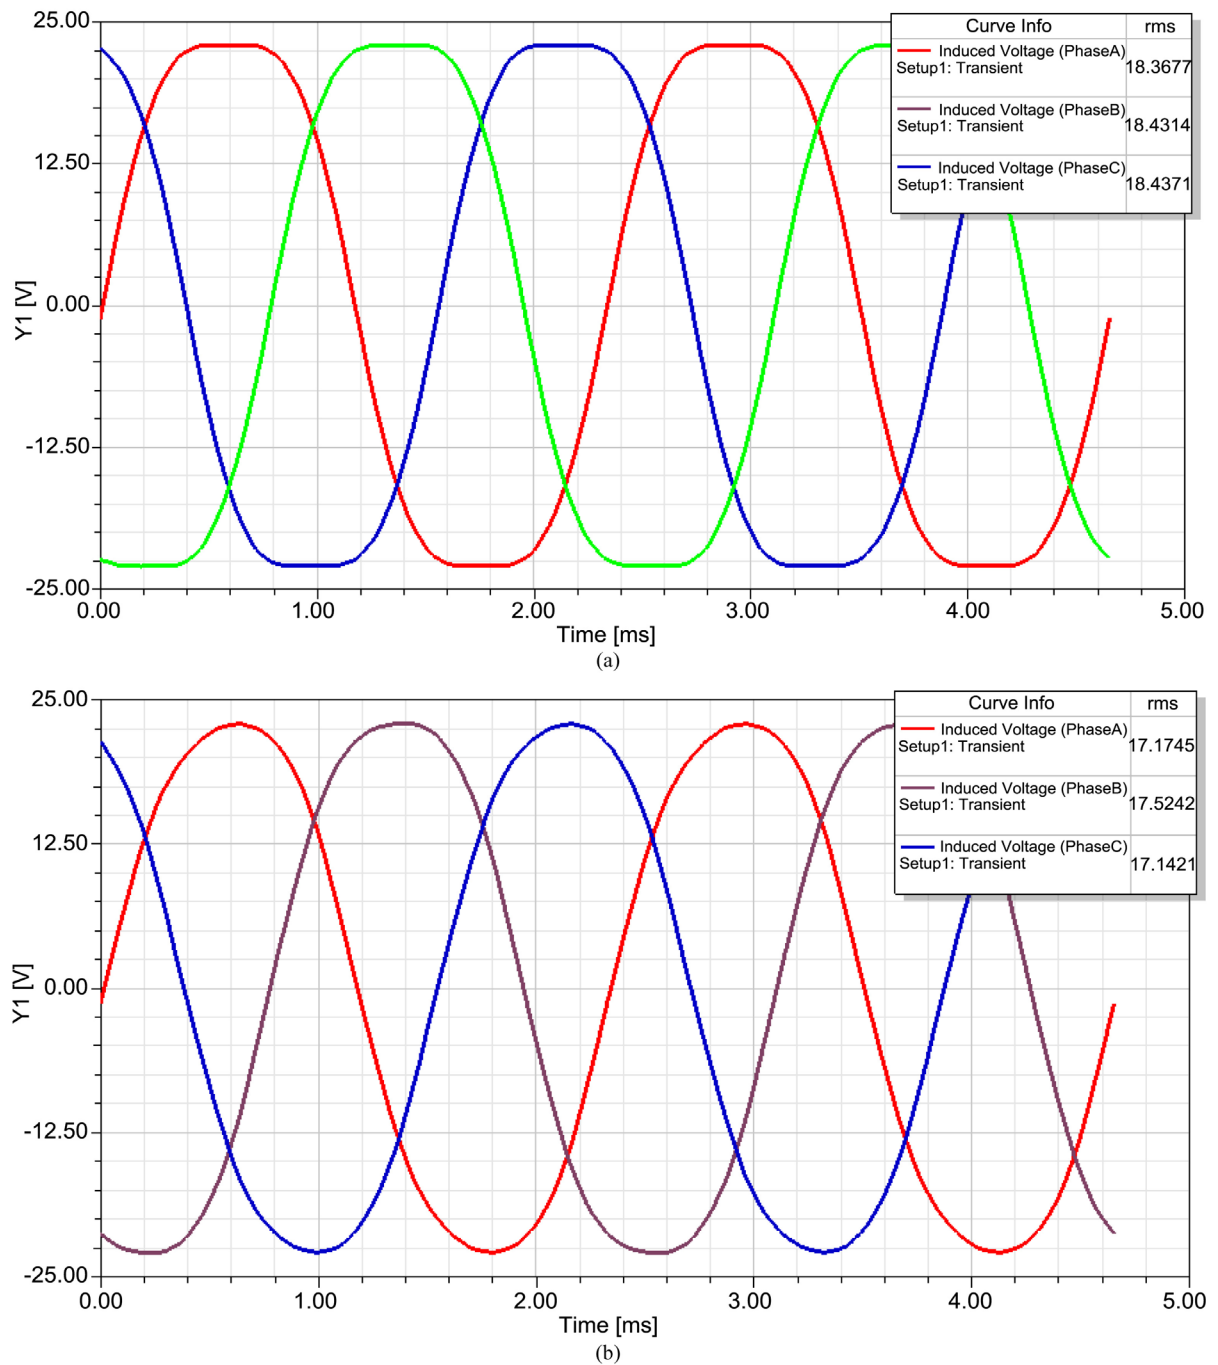 25.00
12.50
0.00
-12.50
-25.00
Y1 [V]
Curve Info rms
Induced Voltage (PhaseA)
Setup1: Transient 18.3677
Induced Voltage (PhaseB)
Setup1: Transient 18.4314
Induced Voltage (PhaseC)
Setup1: Transient 18.4371
0.00 1.00 2.00 3.00 4.00 5.00
Time [ms]
(a)
25.00
12.50
0.00
-12.50
-25.00
Y1 [V]
Curve Info rms
Induced Voltage (PhaseA)
Setup1: Transient 17.1745
Induced Voltage (PhaseB)
Setup1: Transient 17.5242
Induced Voltage (PhaseC)
Setup1: Transient 17.1421
0.00 1.00 2.00 3.00 4.00 5.00
Time [ms]
(b)